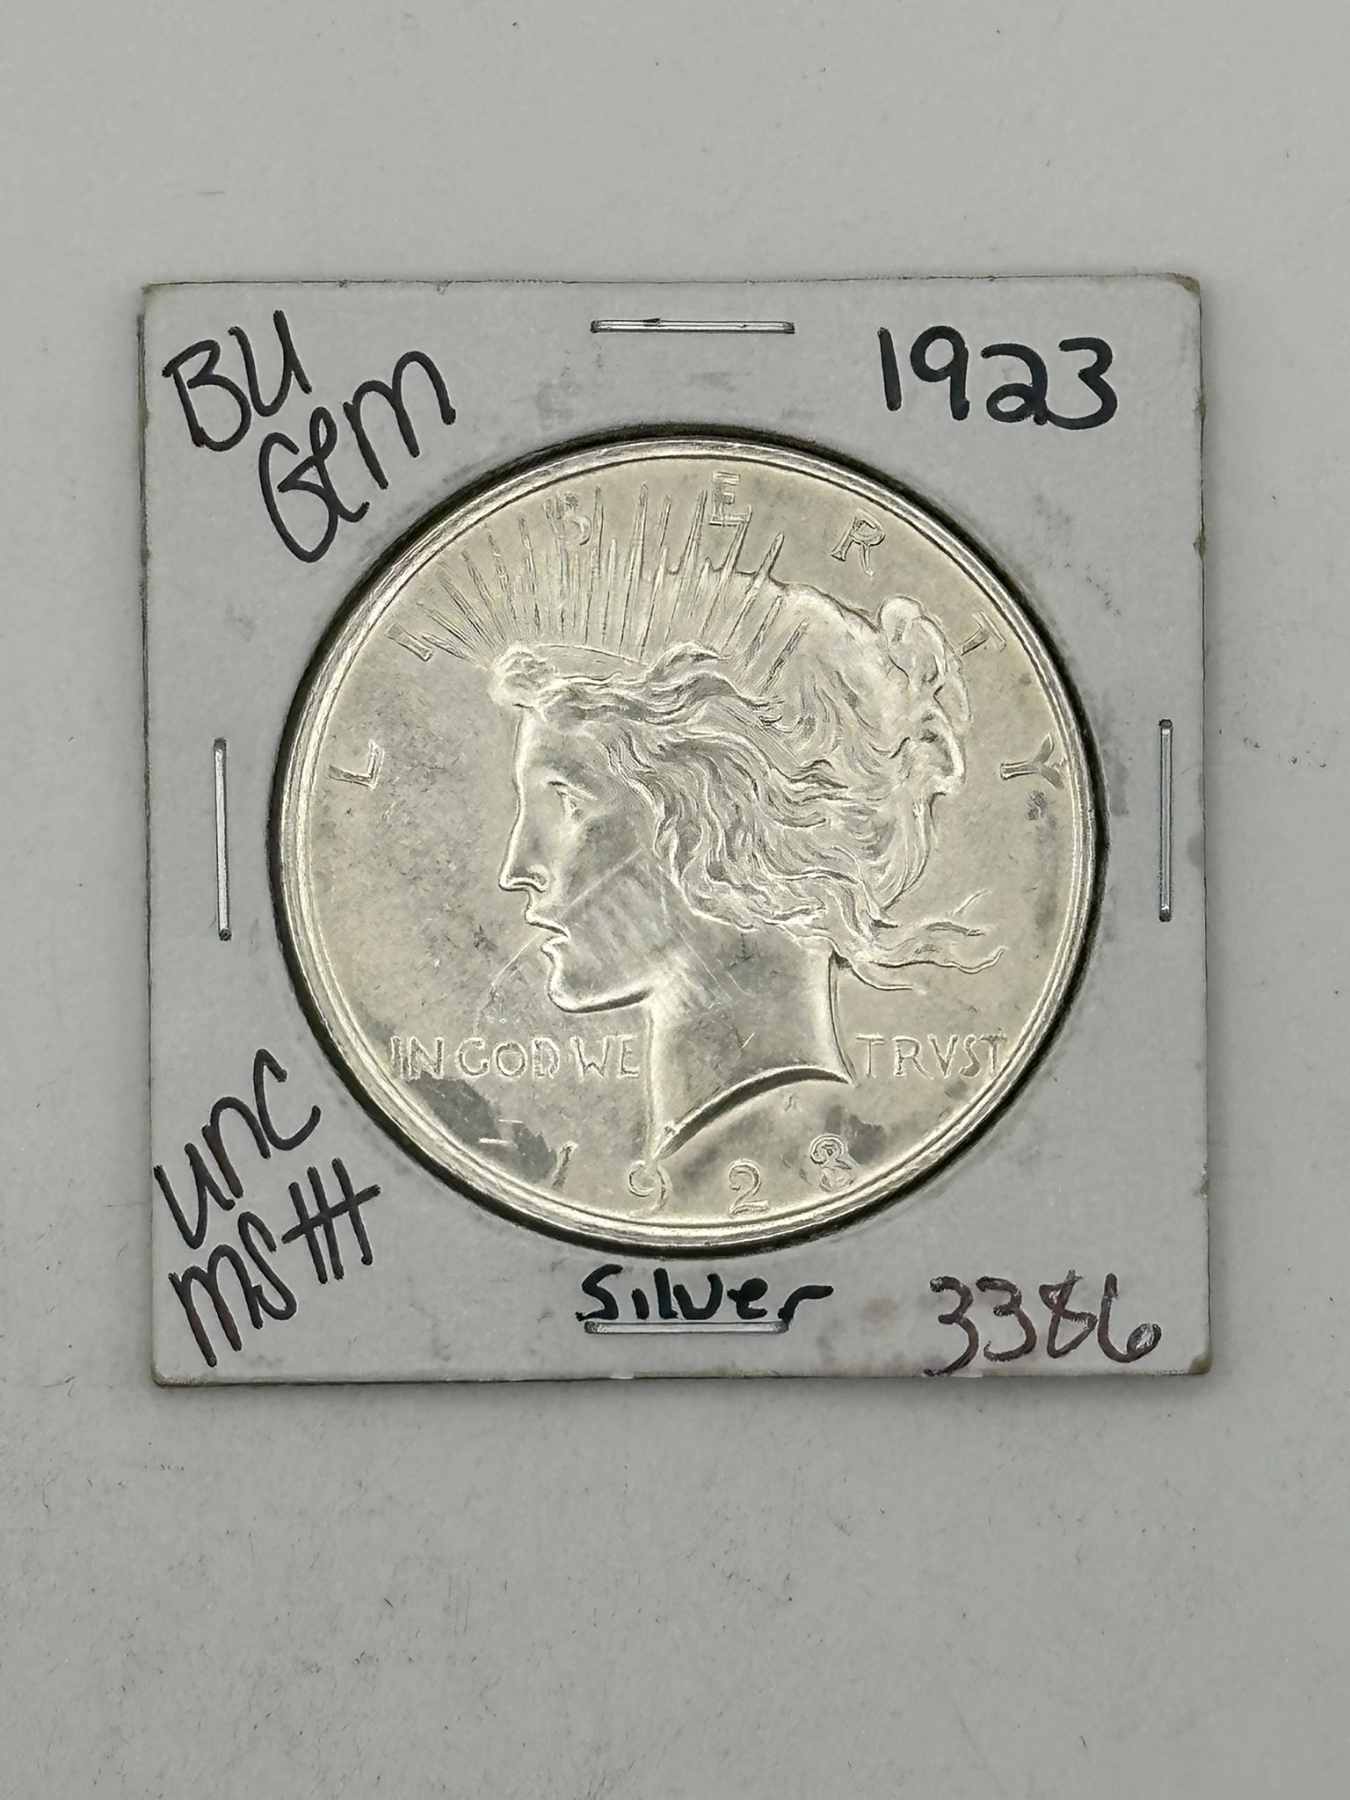 BU
Gem
1923
LIBERTY
IN GOD WE TRVST
1923
UNC
MS +++
Silver
3386